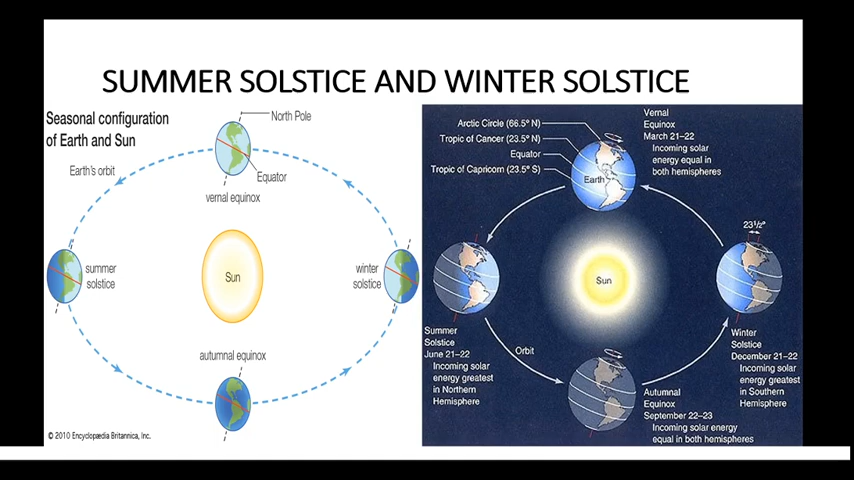 SUMMER SOLSTICE AND WINTER SOLSTICE
Seasonal configuration
of Earth and Sun
North Pole
Earth's orbit
Equator
vernal equinox
summer
solstice
Sun
winter
solstice
autumnal equinox
© 2010 Encyclopædia Britannica, Inc.
Arctic Circle (66.5° N)
Tropic of Cancer (23.5° N)
Equator
Tropic of Capricorn (23.5° S)
Earth
Vernal
Equinox
March 21–22
Incoming solar
energy equal in
both hemispheres
23½°
Sun
Summer
Solstice
June 21–22
Incoming solar
energy greatest
in Northern
Hemisphere
Orbit
Winter
Solstice
December 21–22
Incoming solar
energy greatest
in Southern
Hemisphere
Autumnal
Equinox
September 22–23
Incoming solar energy
equal in both hemispheres